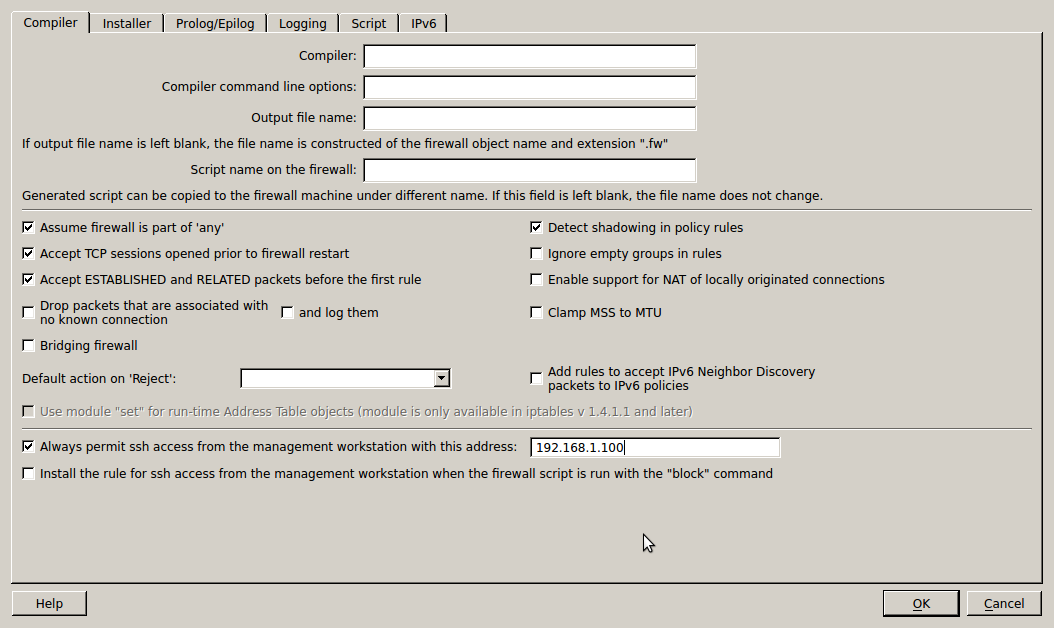 Compiler Installer Prolog/Epilog Logging Script IPv6
Compiler:
Compiler command line options:
Output file name:
If output file name is left blank, the file name is constructed of the firewall object name and extension ".fw"
Script name on the firewall:
Generated script can be copied to the firewall machine under different name. If this field is left blank, the file name does not change.
Assume firewall is part of 'any' Detect shadowing in policy rules
Accept TCP sessions opened prior to firewall restart Ignore empty groups in rules
Accept ESTABLISHED and RELATED packets before the first rule Enable support for NAT of locally originated connections
Drop packets that are associated with
no known connection
and log them
Clamp MSS to MTU
Bridging firewall
Default action on 'Reject':
Add rules to accept IPv6 Neighbor Discovery
packets to IPv6 policies
Use module "set" for run-time Address Table objects (module is only available in iptables v 1.4.1.1 and later)
Always permit ssh access from the management workstation with this address: 192.168.1.100
Install the rule for ssh access from the management workstation when the firewall script is run with the "block" command
Help OK Cancel